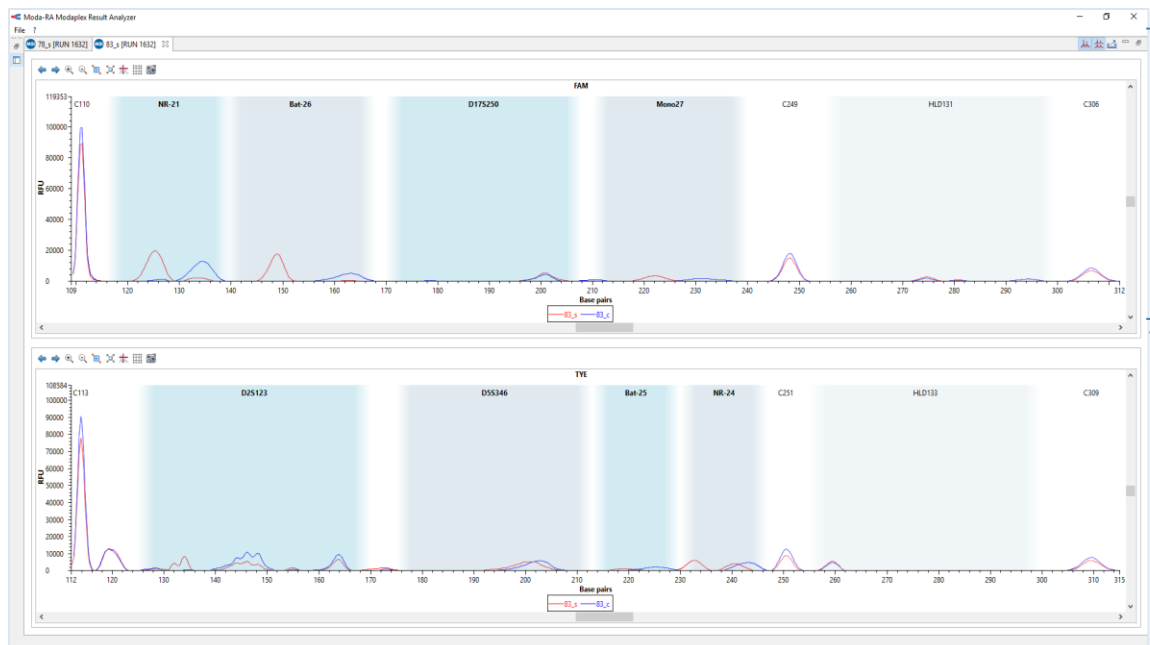 Moda-RA Modaplex Result Analyzer
File ?
78_s [RUN 1632] 83_s [RUN 1632]
FAM
119353 C110 NR-21 Bat-26 D17S250 Mono27 C249 HLD131 C306
100000
80000
60000
RFU
40000
20000
0
109 120 130 140 150 160 170 180 190 200 210 220 230 240 250 260 270 280 290 300 312
Base pairs
83_s 83_c
TYE
108584 C113 D2S123 D5S346 Bat-25 NR-24 C251 HLD133 C309
100000
90000
80000
70000
60000
RFU
50000
40000
30000
20000
10000
0
112 120 130 140 150 160 170 180 190 200 210 220 230 240 250 260 270 280 290 300 310 315
Base pairs
83_s 83_c